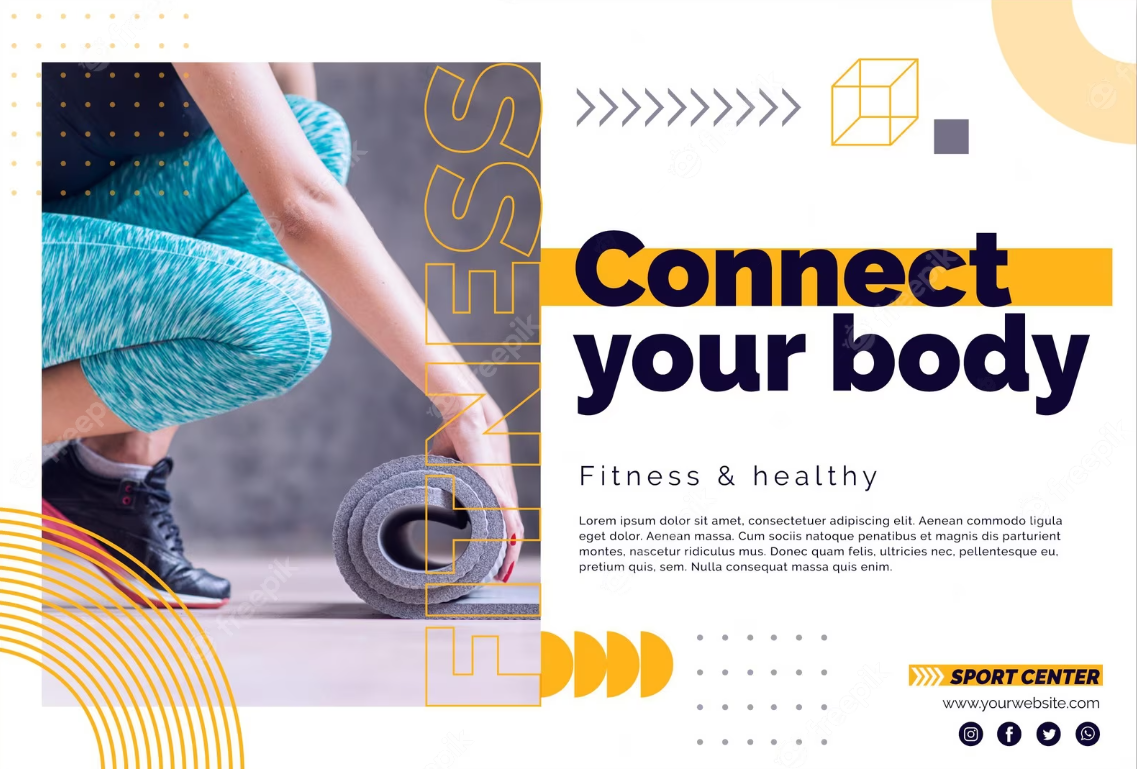 FITNESS
Connect
your body
Fitness & healthy
Lorem ipsum dolor sit amet, consectetuer adipiscing elit. Aenean commodo ligula
eget dolor. Aenean massa. Cum sociis natoque penatibus et magnis dis parturient
montes, nascetur ridiculus mus. Donec quam felis, ultricies nec, pellentesque eu,
pretium quis, sem. Nulla consequat massa quis enim.
SPORT CENTER
www.yourwebsite.com
freepik